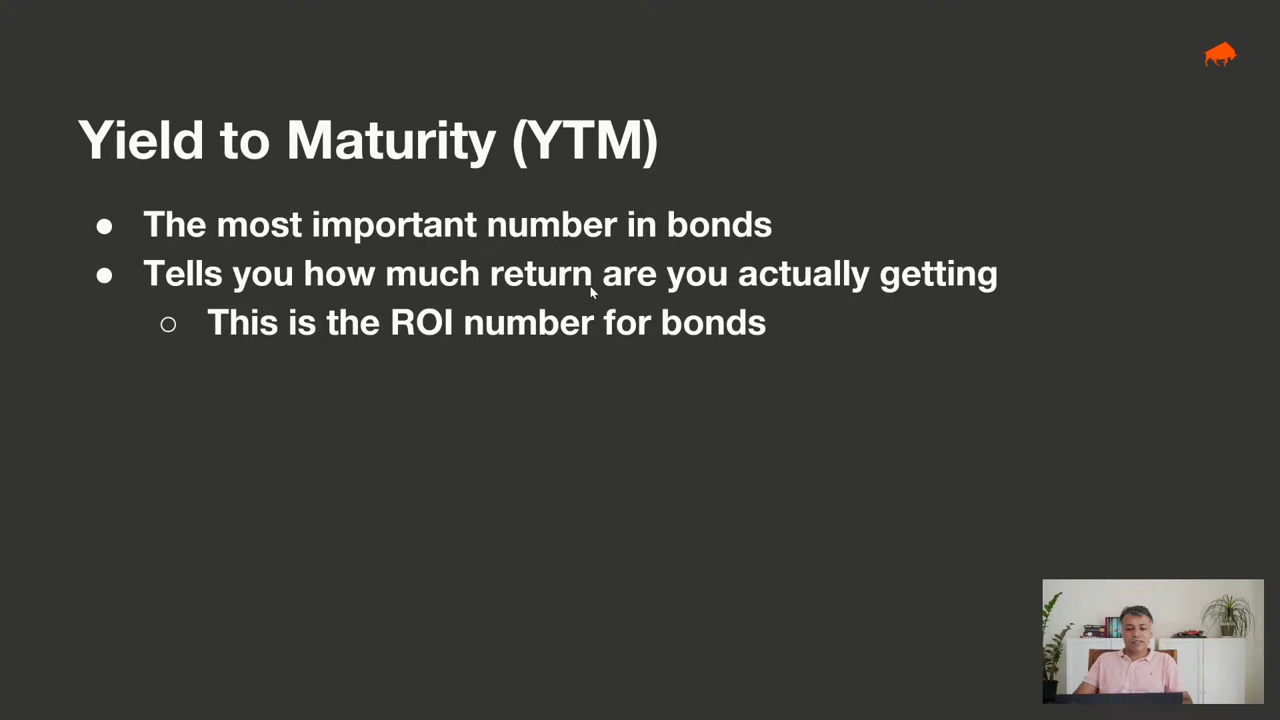 Yield to Maturity (YTM)
● The most important number in bonds
● Tells you how much return are you actually getting
○ This is the ROI number for bonds